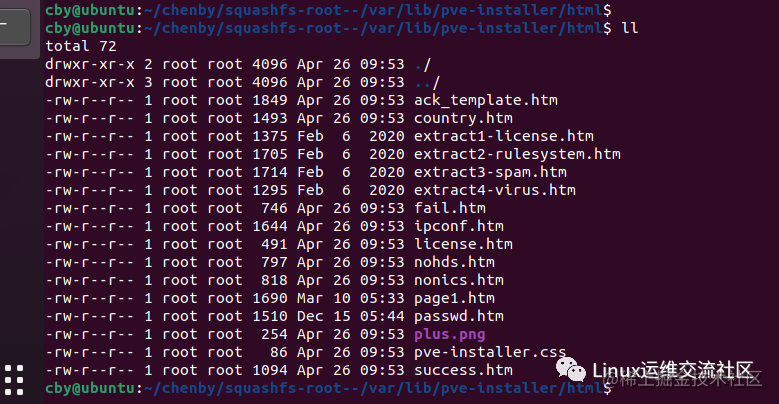 cby@ubuntu:~/chenby/squashfs-root--/var/lib/pve-installer/html$
cby@ubuntu:~/chenby/squashfs-root--/var/lib/pve-installer/html$ ll
total 72
drwxr-xr-x 2 root root 4096 Apr 26 09:53 ./
drwxr-xr-x 3 root root 4096 Apr 26 09:53 ../
-rw-r--r-- 1 root root 1849 Apr 26 09:53 ack_template.htm
-rw-r--r-- 1 root root 1493 Apr 26 09:53 country.htm
-rw-r--r-- 1 root root 1375 Feb  6  2020 extract1-license.htm
-rw-r--r-- 1 root root 1705 Feb  6  2020 extract2-rulesystem.htm
-rw-r--r-- 1 root root 1714 Feb  6  2020 extract3-spam.htm
-rw-r--r-- 1 root root 1295 Feb  6  2020 extract4-virus.htm
-rw-r--r-- 1 root root  746 Apr 26 09:53 fail.htm
-rw-r--r-- 1 root root 1644 Apr 26 09:53 ipconf.htm
-rw-r--r-- 1 root root  491 Apr 26 09:53 license.htm
-rw-r--r-- 1 root root  797 Apr 26 09:53 nohds.htm
-rw-r--r-- 1 root root  818 Apr 26 09:53 nonics.htm
-rw-r--r-- 1 root root 1690 Mar 10 05:33 page1.htm
-rw-r--r-- 1 root root 1510 Dec 15 05:44 passwd.htm
-rw-r--r-- 1 root root  254 Apr 26 09:53 plus.png
-rw-r--r-- 1 root root   86 Apr 26 09:53 pve-installer.css
-rw-r--r-- 1 root root 1094 Apr 26 09:53 success.htm
cby@ubuntu:~/chenby/squashfs-root--/var/lib/pve-installer/html$
Linux运维交流社区
@稀土掘金技术社区